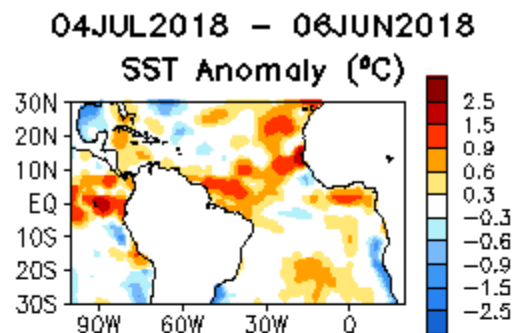 04JUL2018 – 06JUN2018
SST Anomaly (ºC)
30N
20N
10N
EQ
10S
20S
30S
90W 60W 30W 0
2.5
1.5
0.9
0.6
0.3
−0.3
−0.6
−0.9
−1.5
−2.5